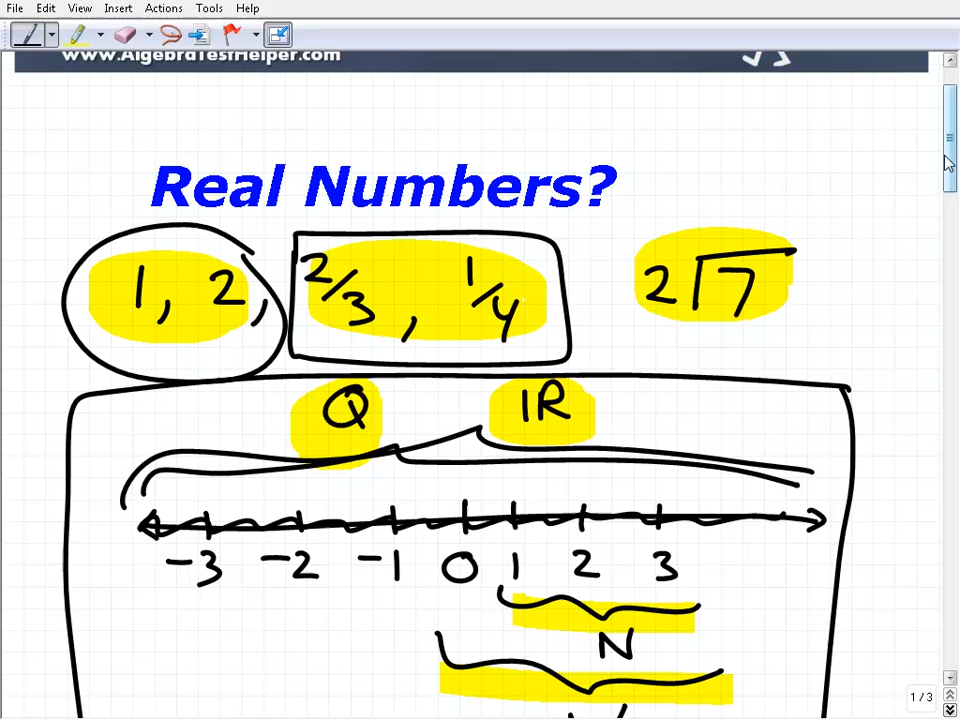 File Edit View Insert Actions Tools Help
www.AlgebraTestHelper.com
Real Numbers?
1, 2, 2/3, 1/4 2√7
Q IR
-3 -2 -1 0 1 2 3
N
1 / 3